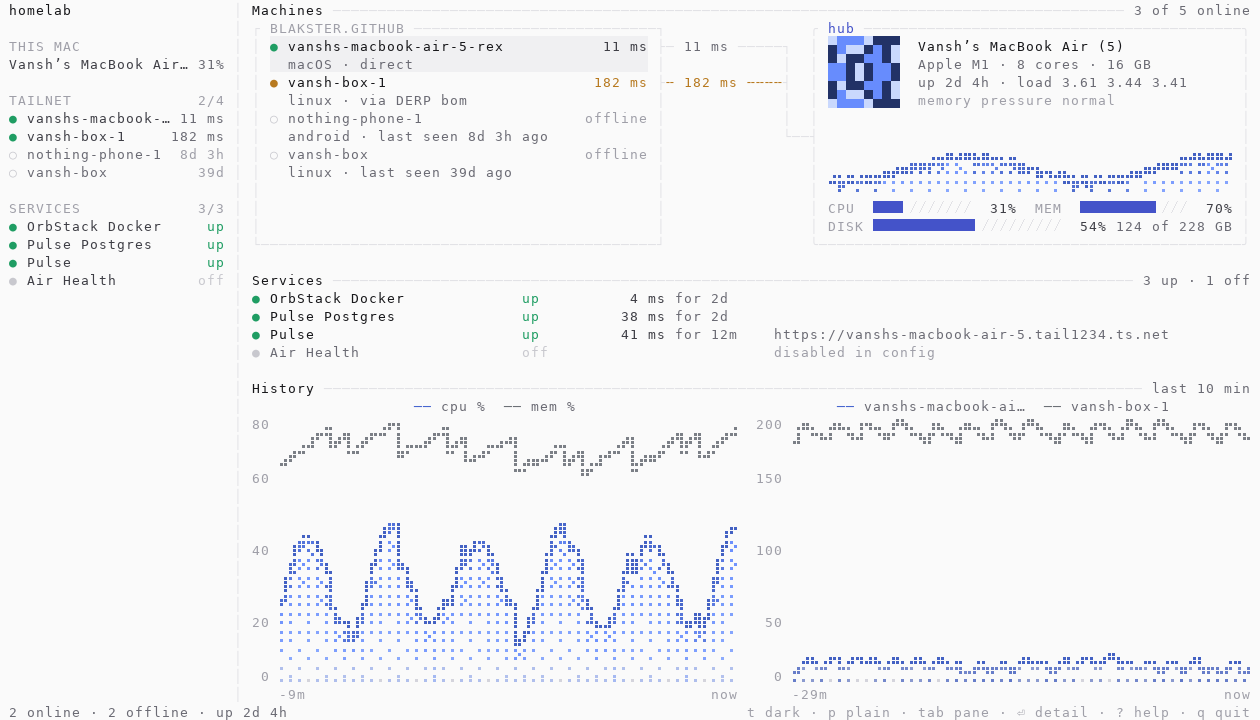 homelab
THIS MAC
Vansh’s MacBook Air… 31%
TAILNET 2/4
vanshs-macbook-… 11 ms
vansh-box-1 182 ms
nothing-phone-1 8d 3h
vansh-box 39d
SERVICES 3/3
OrbStack Docker up
Pulse Postgres up
Pulse up
Air Health off
Machines 3 of 5 online
BLAKSTER.GITHUB
vanshs-macbook-air-5-rex 11 ms
macOS · direct
vansh-box-1 182 ms
linux · via DERP bom
nothing-phone-1 offline
android · last seen 8d 3h ago
vansh-box offline
linux · last seen 39d ago
11 ms
182 ms
hub
Vansh’s MacBook Air (5)
Apple M1 · 8 cores · 16 GB
up 2d 4h · load 3.61 3.44 3.41
memory pressure normal
CPU 31% MEM 70%
DISK 54% 124 of 228 GB
Services 3 up · 1 off
OrbStack Docker up 4 ms for 2d
Pulse Postgres up 38 ms for 2d
Pulse up 41 ms for 12m https://vanshs-macbook-air-5.tail1234.ts.net
Air Health off disabled in config
History last 10 min
cpu % mem %
80
60
40
20
0
-9m now
vanshs-macbook-ai… vansh-box-1
200
150
100
50
0
-29m now
2 online · 2 offline · up 2d 4h t dark · p plain · tab pane · ⏎ detail · ? help · q quit